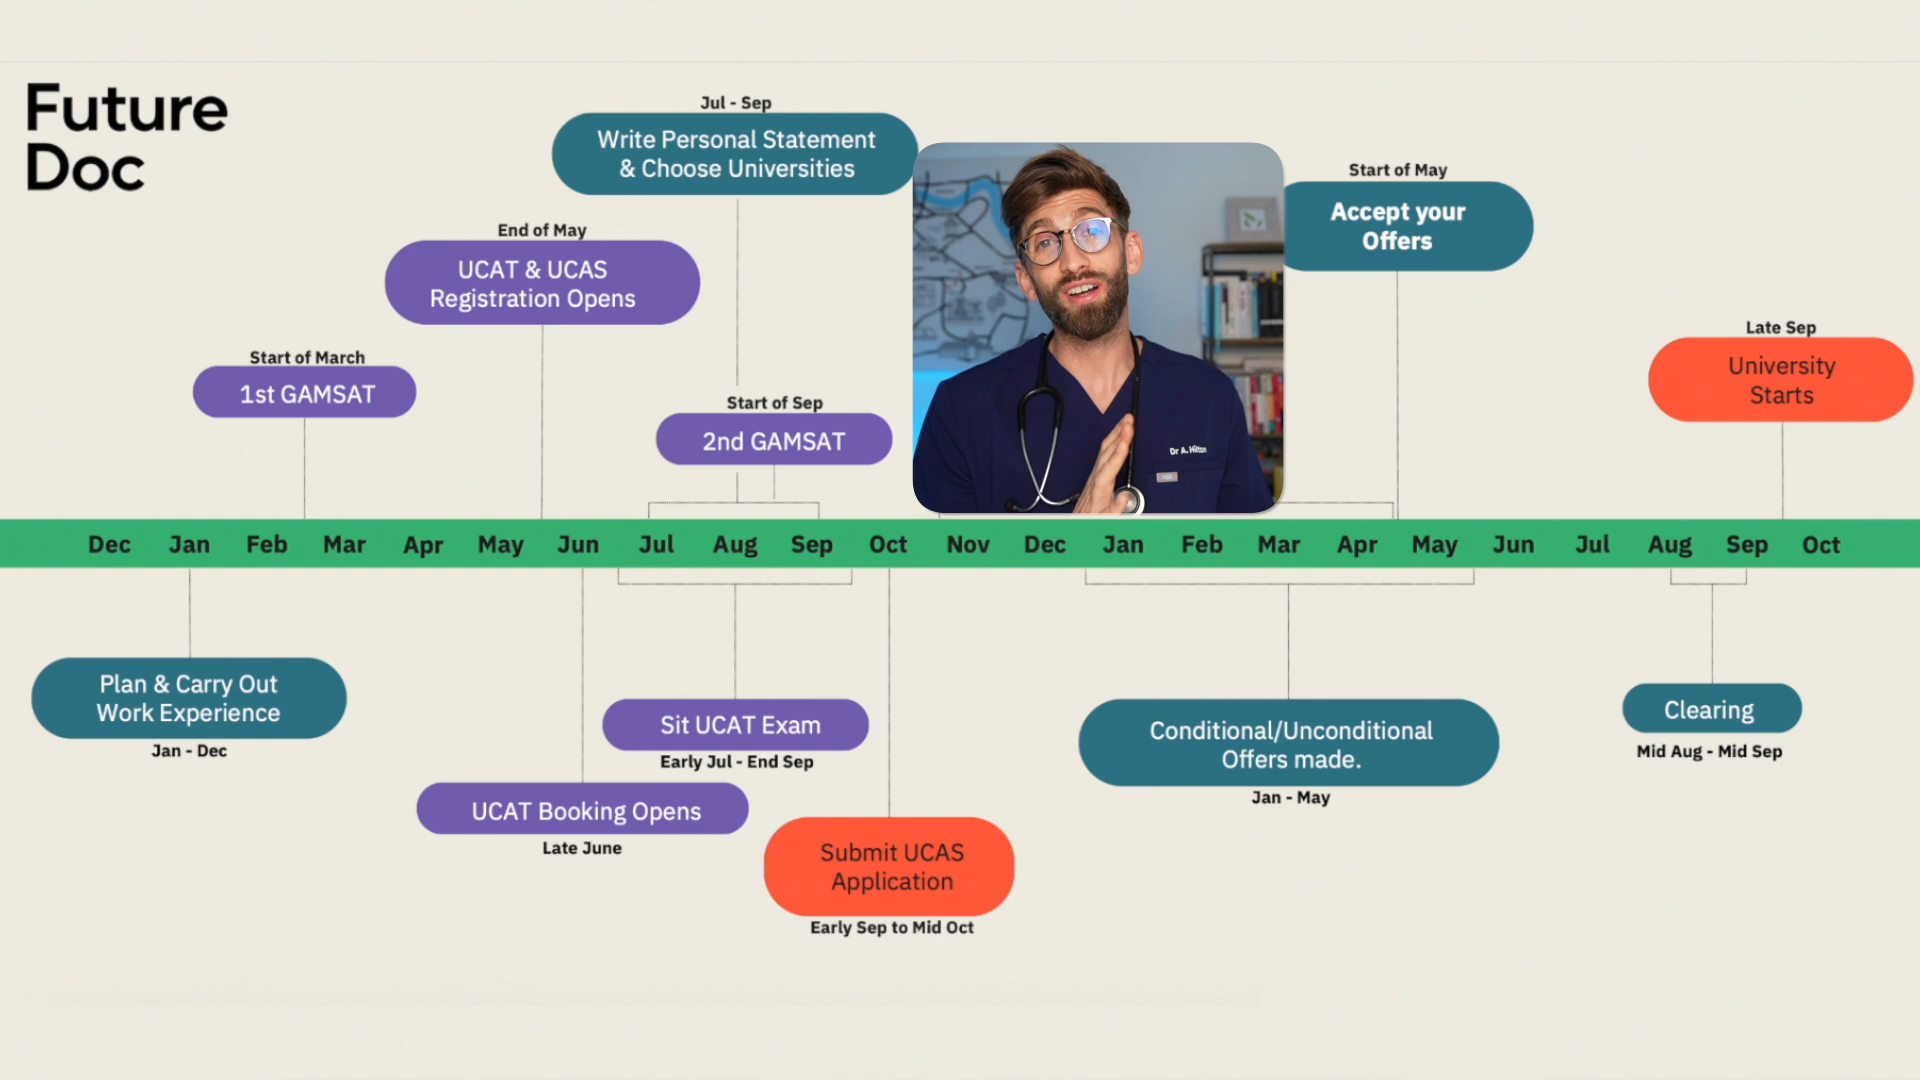 Future
Doc
Jul - Sep
Write Personal Statement
& Choose Universities
Start of May
Accept your
Offers
End of May
UCAT & UCAS
Registration Opens
Late Sep
University
Starts
Start of March
1st GAMSAT
Start of Sep
2nd GAMSAT
Dr A. Hilton
Dec Jan Feb Mar Apr May Jun Jul Aug Sep Oct Nov Dec Jan Feb Mar Apr May Jun Jul Aug Sep Oct
Plan & Carry Out
Work Experience
Jan - Dec
Sit UCAT Exam
Early Jul - End Sep
Conditional/Unconditional
Offers made.
Jan - May
Clearing
Mid Aug - Mid Sep
UCAT Booking Opens
Late June
Submit UCAS
Application
Early Sep to Mid Oct